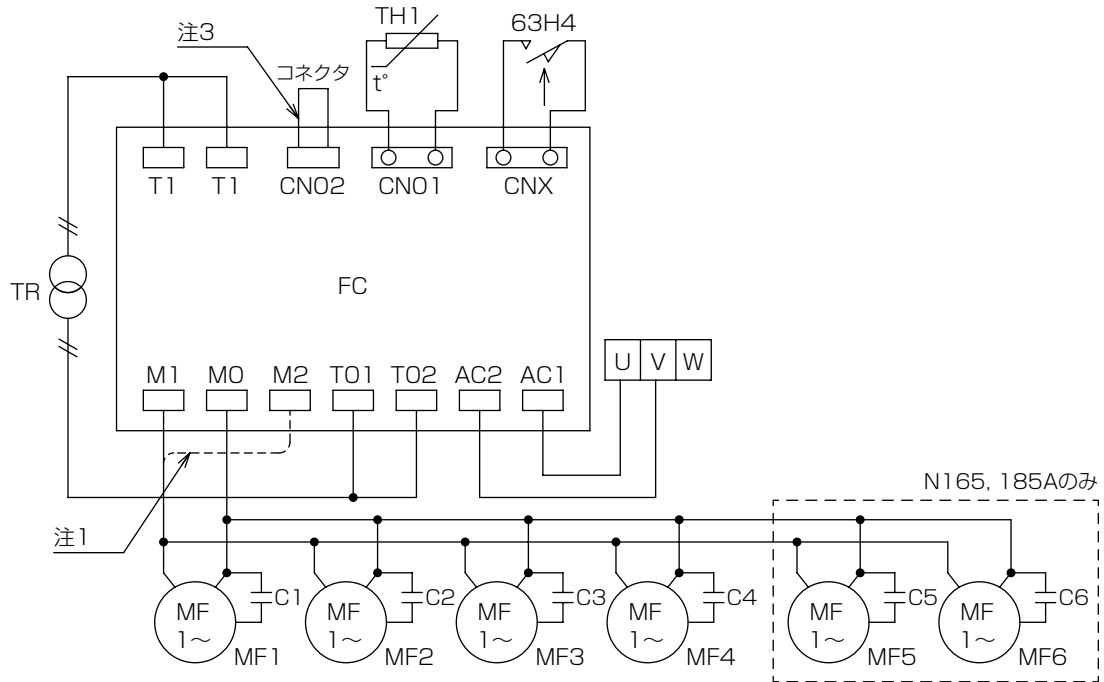 注3
TH1
63H4
コネクタ
t°
T1
T1
CN02
CN01
CNX
TR
FC
M1
M0
M2
T01
T02
AC2
AC1
U
V
W
N165, 185Aのみ
注1
MF
1～
C1
MF1
MF
1～
C2
MF2
MF
1～
C3
MF3
MF
1～
C4
MF4
MF
1～
C5
MF5
MF
1～
C6
MF6